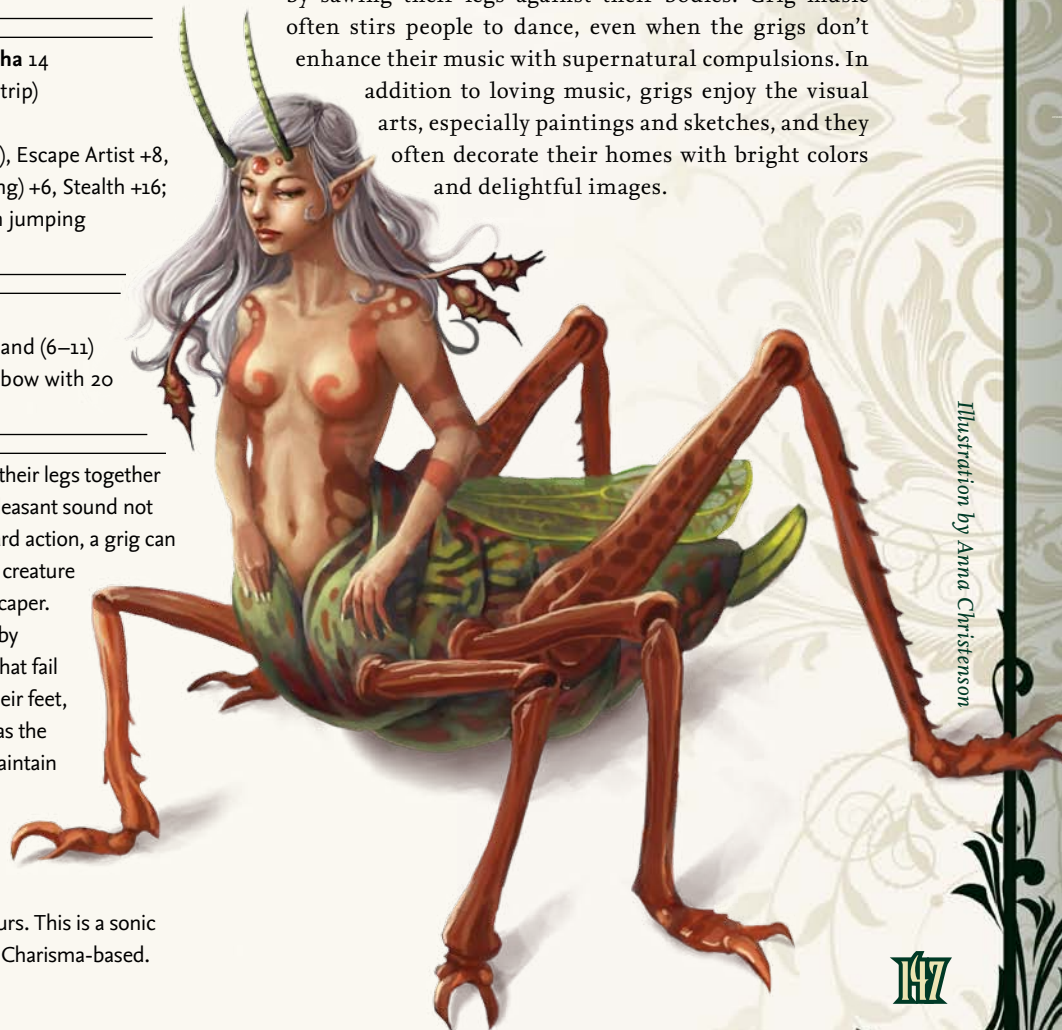 by sawing their legs against their bodies. Grig music
often stirs people to dance, even when the grigs don't
enhance their music with supernatural compulsions. In
addition to loving music, grigs enjoy the visual
arts, especially paintings and sketches, and they
often decorate their homes with bright colors
and delightful images.
ha 14
trip)
), Escape Artist +8,
ng) +6, Stealth +16;
n jumping
and (6–11)
bow with 20
their legs together
easant sound not
rd action, a grig can
creature
caper.
by
hat fail
eir feet,
as the
aintain
urs. This is a sonic
Charisma-based.
Illustration by Anna Christenson
147